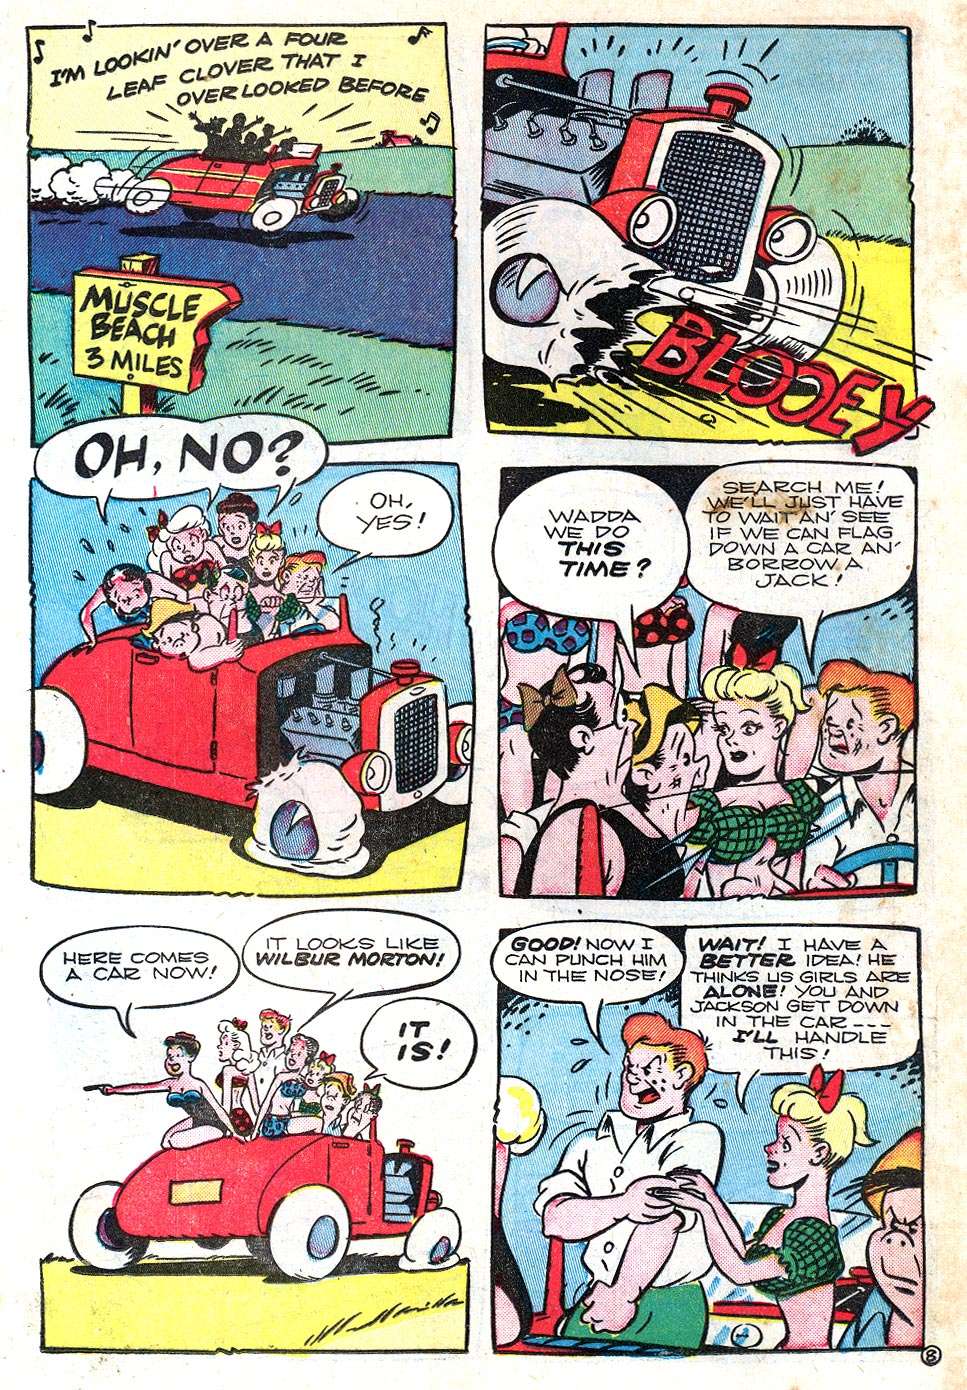 I'M LOOKIN' OVER A FOUR
LEAF CLOVER THAT I
OVERLOOKED BEFORE
MUSCLE
BEACH
3 MILES
BLOOEY
OH, NO?
OH,
YES!
WADDA
WE DO
THIS
TIME?
SEARCH ME!
WE'LL JUST HAVE
TO WAIT AN' SEE
IF WE CAN FLAG
DOWN A CAR AN'
BORROW A
JACK!
HERE COMES
A CAR NOW!
IT LOOKS LIKE
WILBUR MORTON!
IT
IS!
GOOD! NOW I
CAN PUNCH HIM
IN THE NOSE!
WAIT! I HAVE A
BETTER IDEA! HE
THINKS US GIRLS ARE
ALONE! YOU AND
JACKSON GET DOWN
IN THE CAR ---
I'LL HANDLE
THIS!
8